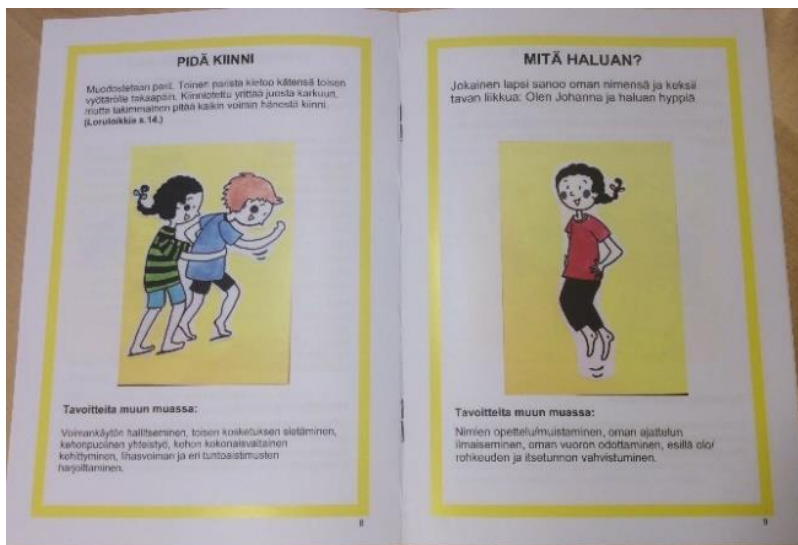 PIDÄ KIINNI
Muodostetaan parit. Toinen parista kietoo kätensä toisen
vyötärölle takaapäin. Kiinniotettu yrittää juosta karkuun,
mutta takimmainen pitää kaikin voimin hänestä kiinni.
(Loruloikkia s.14.)
Tavoitteita muun muassa:
Voimankäytön hallitseminen, toisen kosketuksen sietäminen,
kehonpuolinen yhteistyö, kehon kokonaisvaltainen
kehittyminen, lihasvoiman ja eri tuntoaistimusten
harjoittaminen.
8
MITÄ HALUAN?
Jokainen lapsi sanoo oman nimensä ja keksii
tavan liikkua: Olen Johanna ja haluan hyppiä
Tavoitteita muun muassa:
Nimien opettelu/muistaminen, oman ajattelun
ilmaiseminen, oman vuoron odottaminen, esillä olo/
rohkeuden ja itsetunnon vahvistuminen.
9